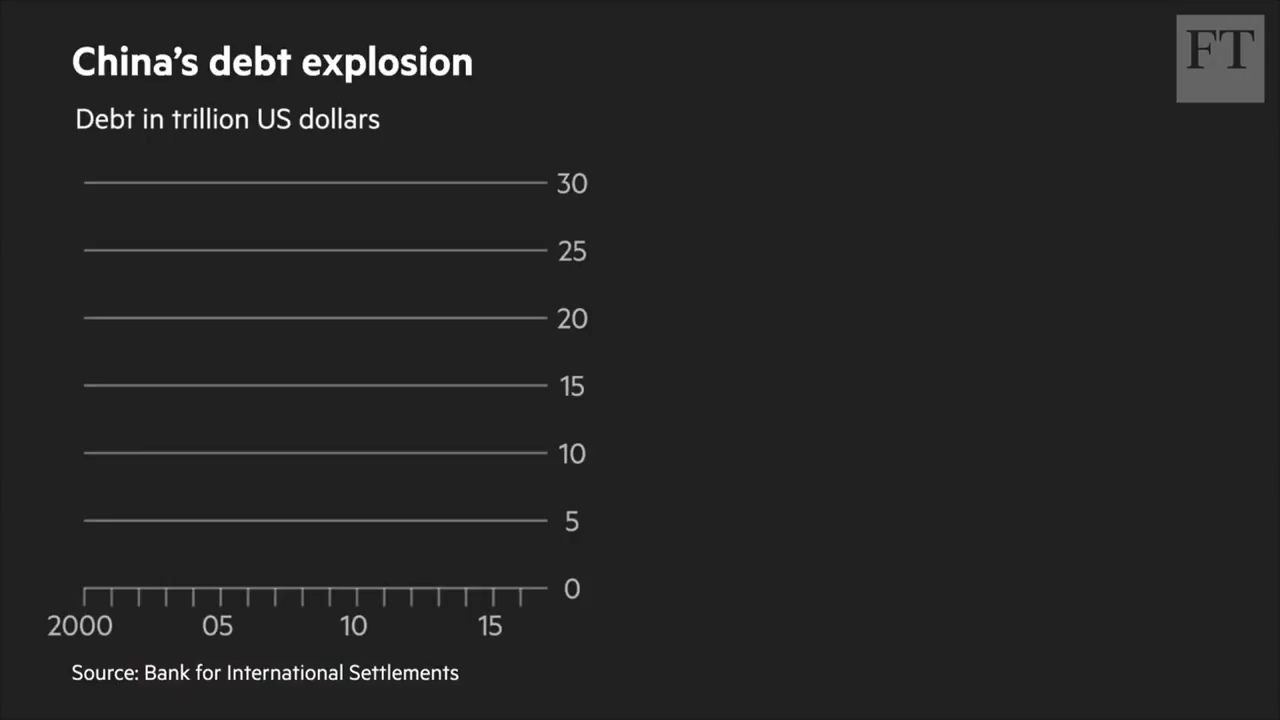 China's debt explosion
FT
Debt in trillion US dollars
30
25
20
15
10
5
0
2000 05 10 15
Source: Bank for International Settlements